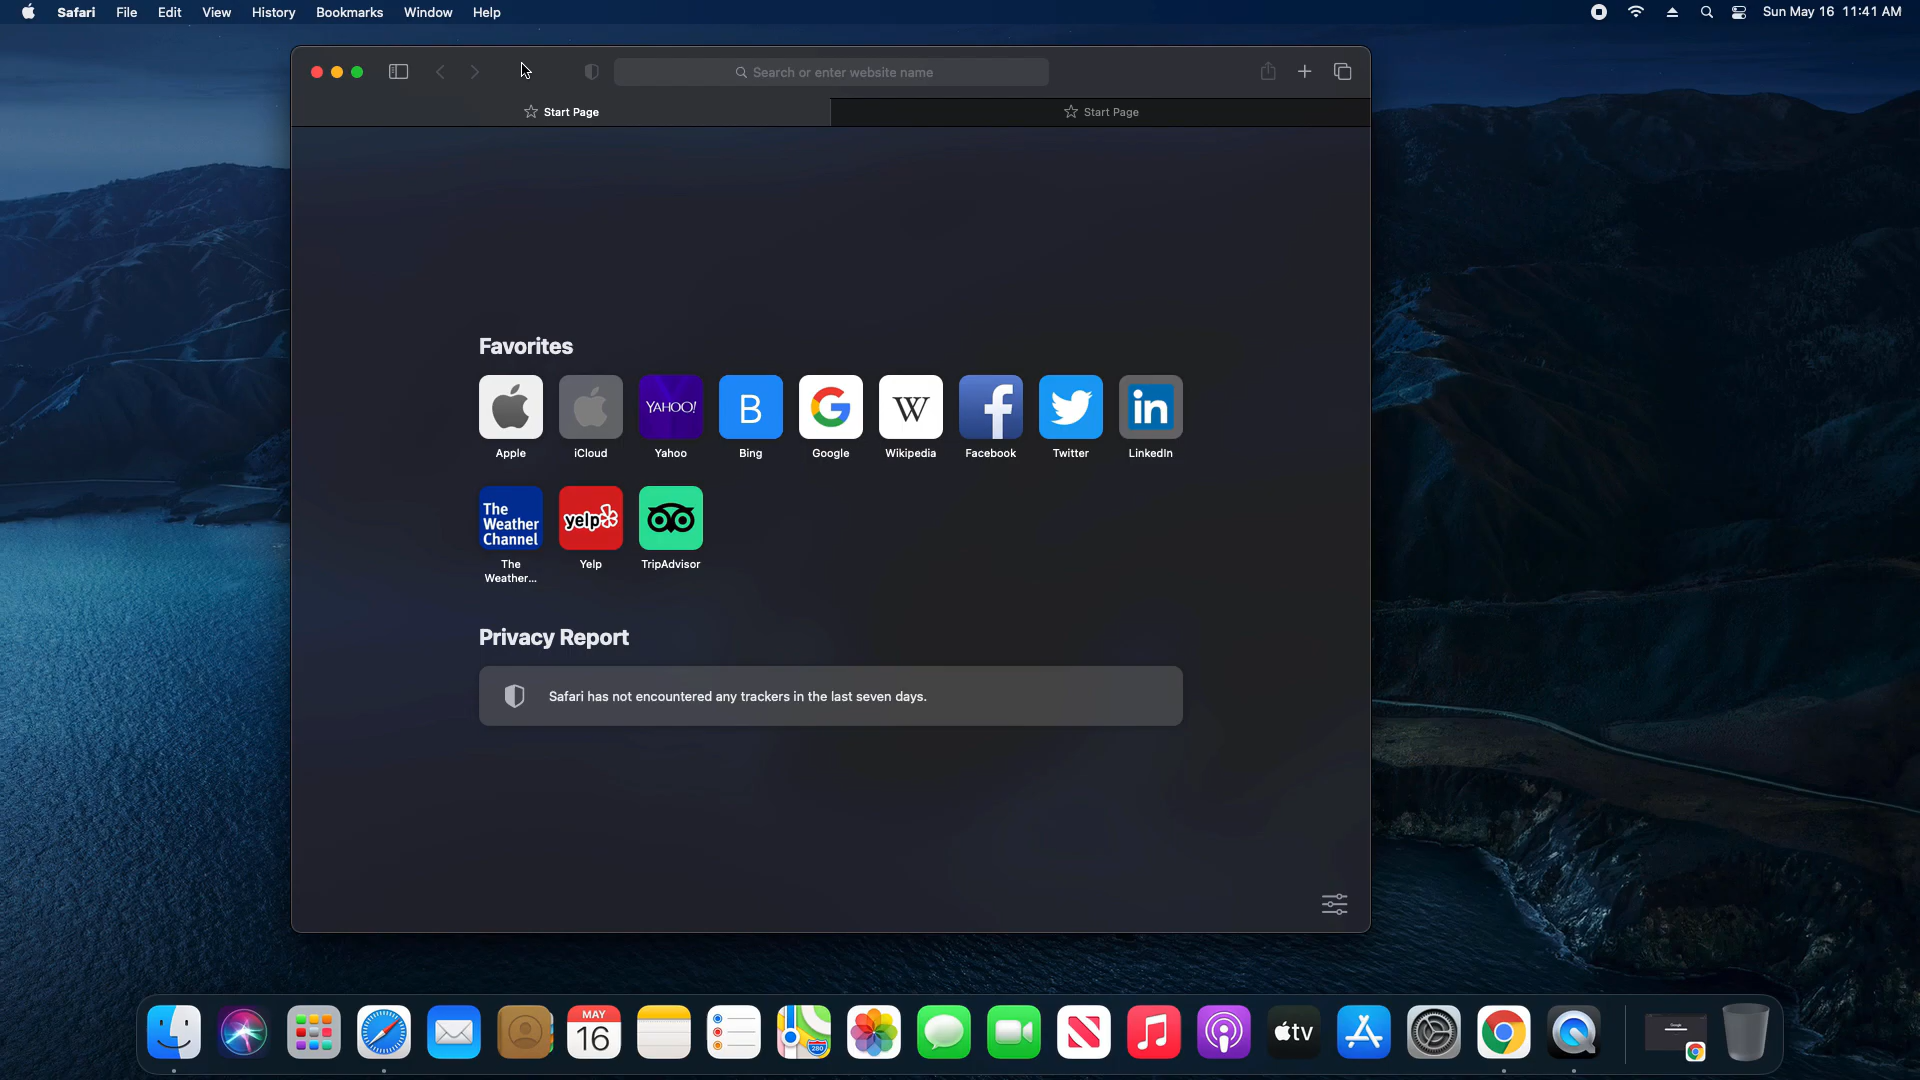 Safari File Edit View History Bookmarks Window Help Sun May 16 11:41 AM
Search or enter website name
Start Page Start Page
Favorites
YAHOO! B G W f in
Apple iCloud Yahoo Bing Google Wikipedia Facebook Twitter LinkedIn
The
Weather
Channel
yelp
The
Weather...
Yelp TripAdvisor
Privacy Report
Safari has not encountered any trackers in the last seven days.
MAY
16
280
tv